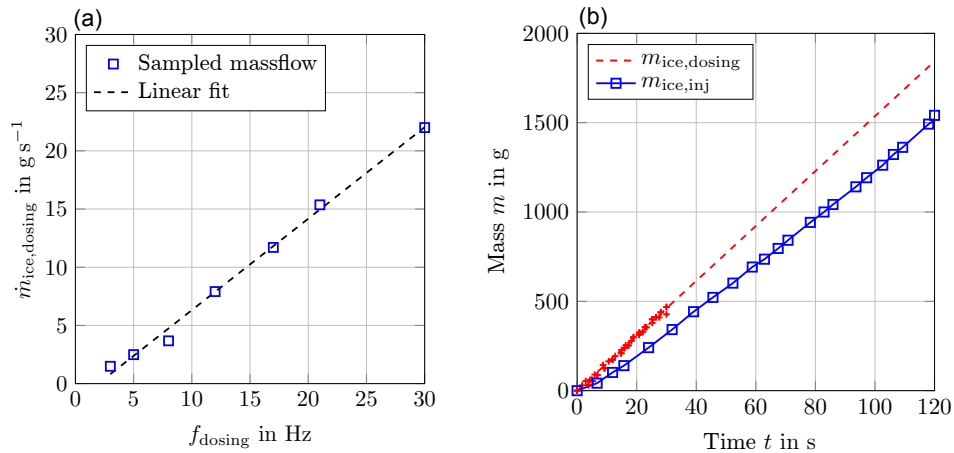 (a)
30
25
20
15
10
5
0
0
5
10
15
20
25
30
ṁice,dosing in g s−1
fdosing in Hz
Sampled massflow
Linear fit
(b)
2000
1500
1000
500
0
0
20
40
60
80
100
120
Mass m in g
Time t in s
mice,dosing
mice,inj